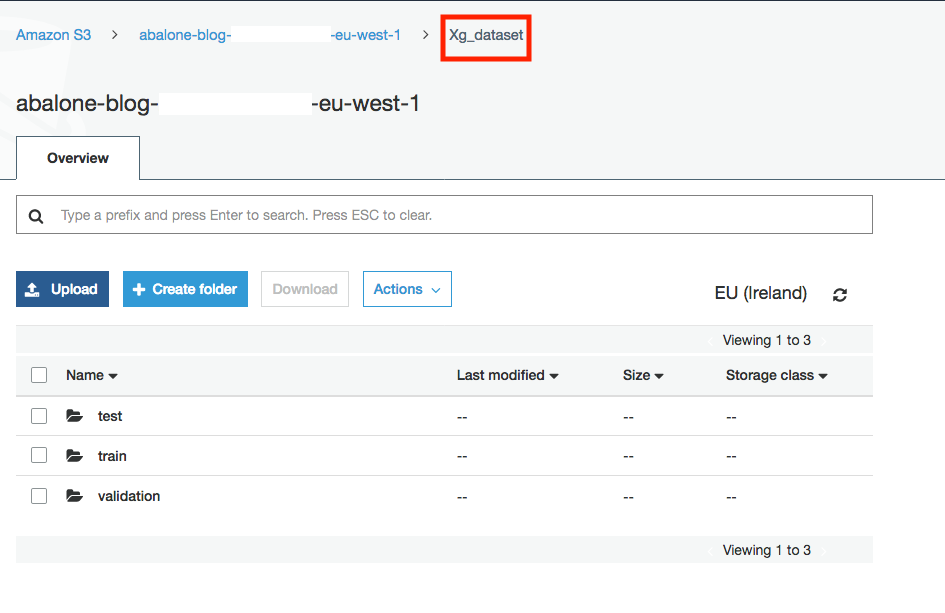 Amazon S3 > abalone-blog- -eu-west-1 > Xg_dataset
abalone-blog- -eu-west-1
Overview
Type a prefix and press Enter to search. Press ESC to clear.
Upload + Create folder Download Actions EU (Ireland)
Viewing 1 to 3
Name Last modified Size Storage class
test -- -- --
train -- -- --
validation -- -- --
Viewing 1 to 3